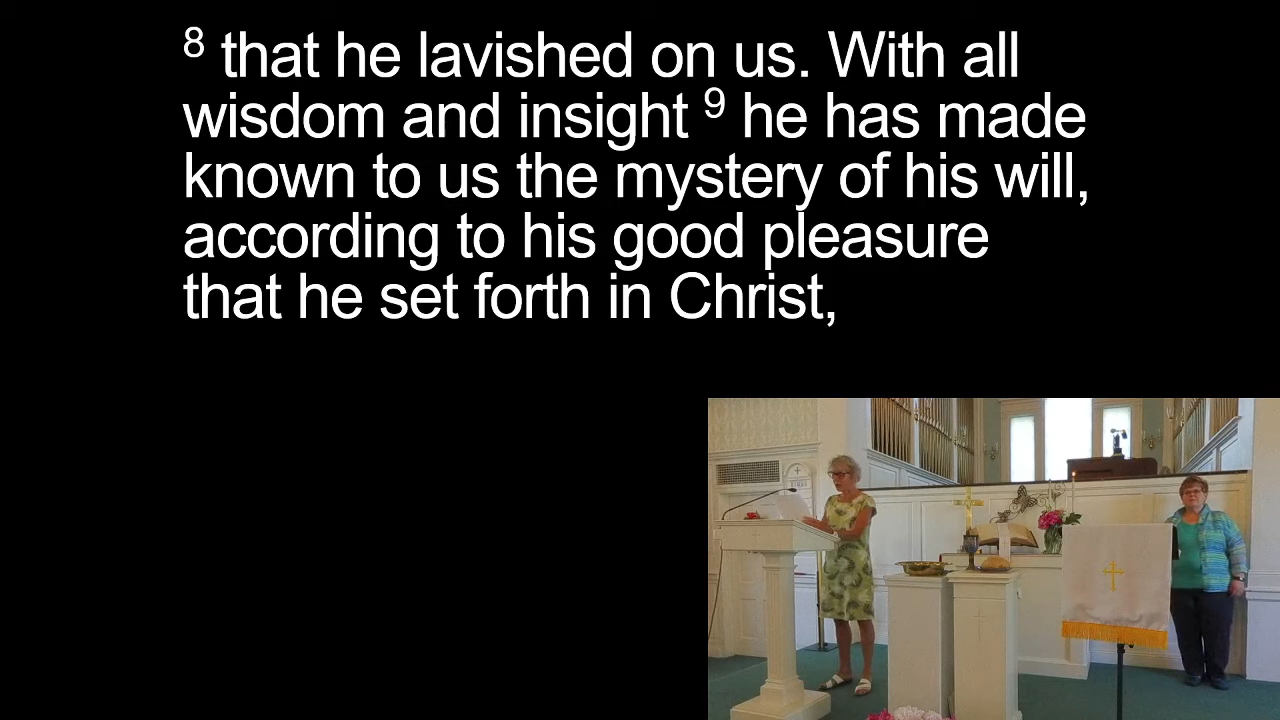 8 that he lavished on us. With all
wisdom and insight 9 he has made
known to us the mystery of his will,
according to his good pleasure
that he set forth in Christ,